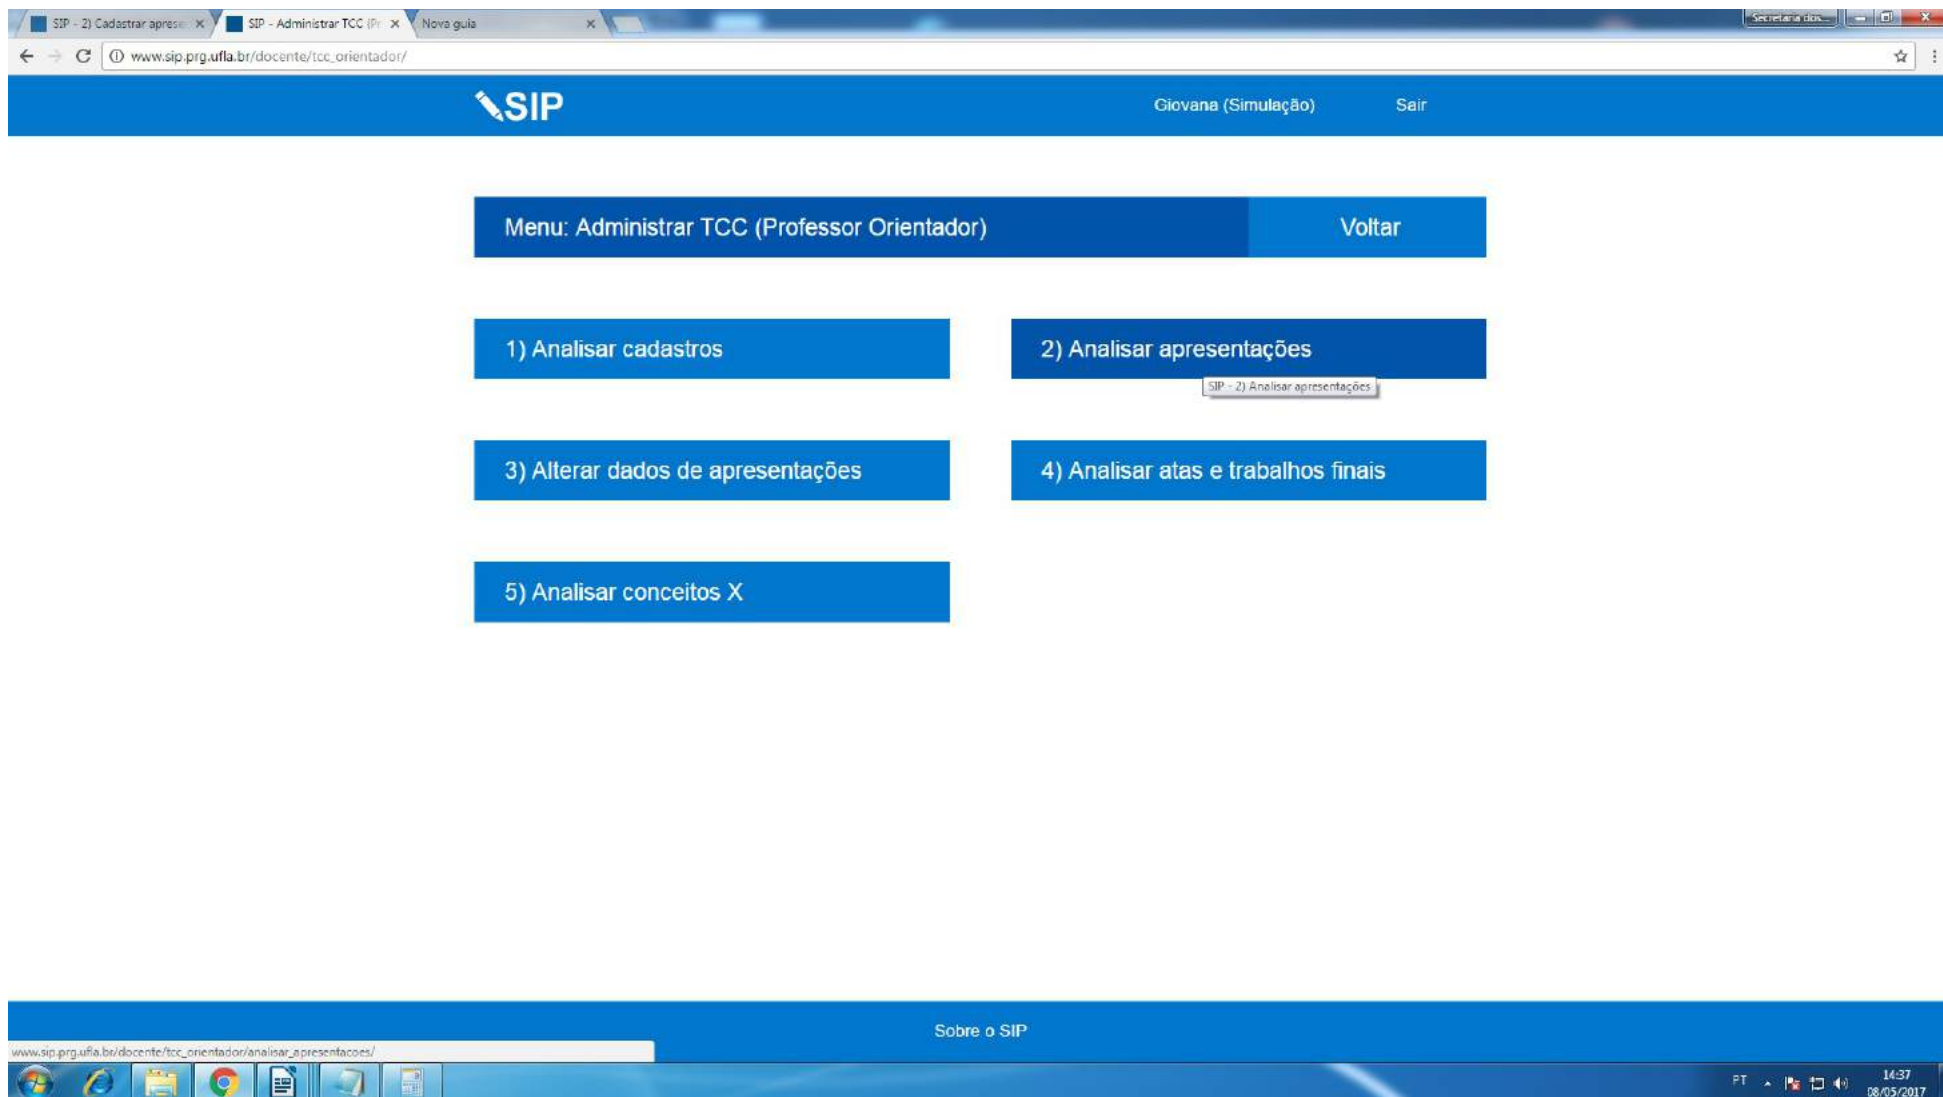 SIP - 2) Cadastrar aprese
SIP - Administrar TCC (Pr
Nova guia
Secretaria dos...
www.sip.prg.ufla.br/docente/tcc_orientador/
SIP
Giovana (Simulação)
Sair
Menu: Administrar TCC (Professor Orientador)
Voltar
1) Analisar cadastros
2) Analisar apresentações
SIP - 2) Analisar apresentações
3) Alterar dados de apresentações
4) Analisar atas e trabalhos finais
5) Analisar conceitos X
Sobre o SIP
www.sip.prg.ufla.br/docente/tcc_orientador/analisar_apresentacoes/
PT
14:37
08/05/2017